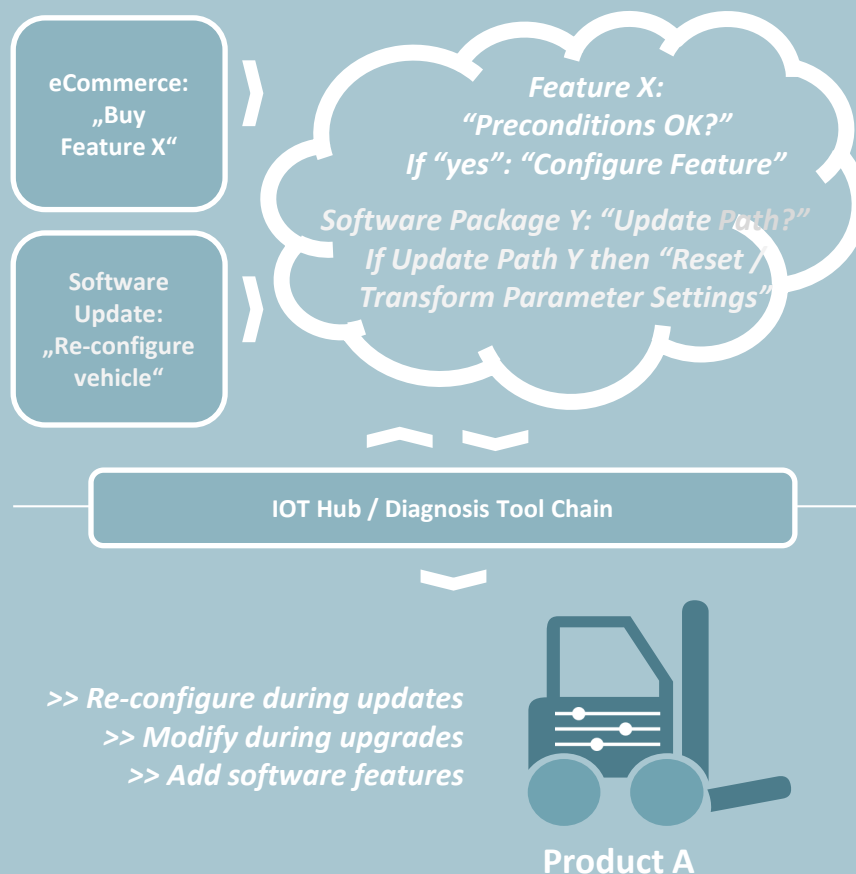 eCommerce:
„Buy
Feature X“
Feature X:
“Preconditions OK?”
If “yes”: “Configure Feature”
Software Package Y: “Update Path?”
If Update Path Y then “Reset /
Transform Parameter Settings”
Software
Update:
„Re-configure
vehicle“
IOT Hub / Diagnosis Tool Chain
>> Re-configure during updates
>> Modify during upgrades
>> Add software features
Product A